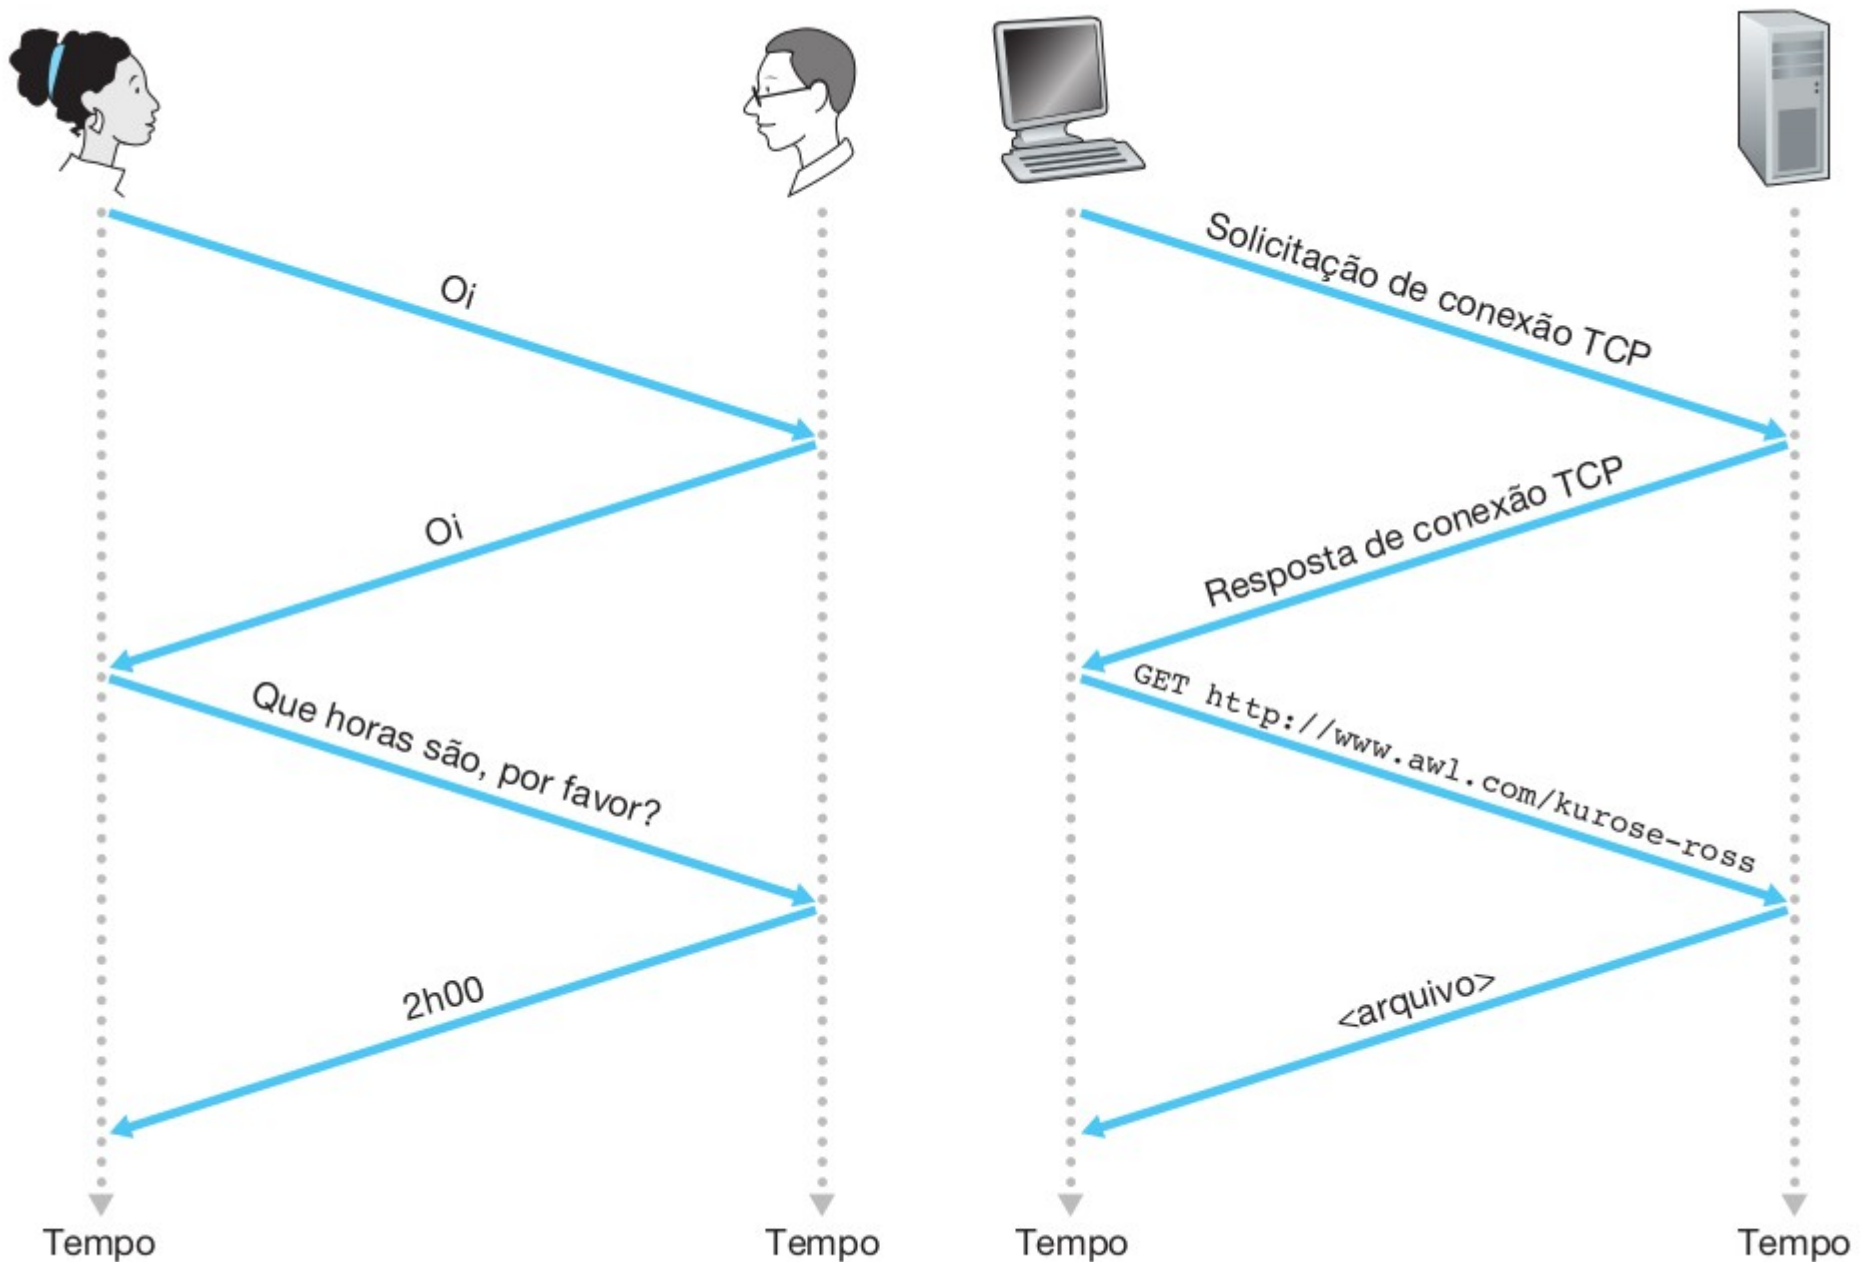 Oi
Oi
Que horas são, por favor?
2h00
Tempo
Tempo
Solicitação de conexão TCP
Resposta de conexão TCP
GET http://www.awl.com/kurose-ross
<arquivo>
Tempo
Tempo